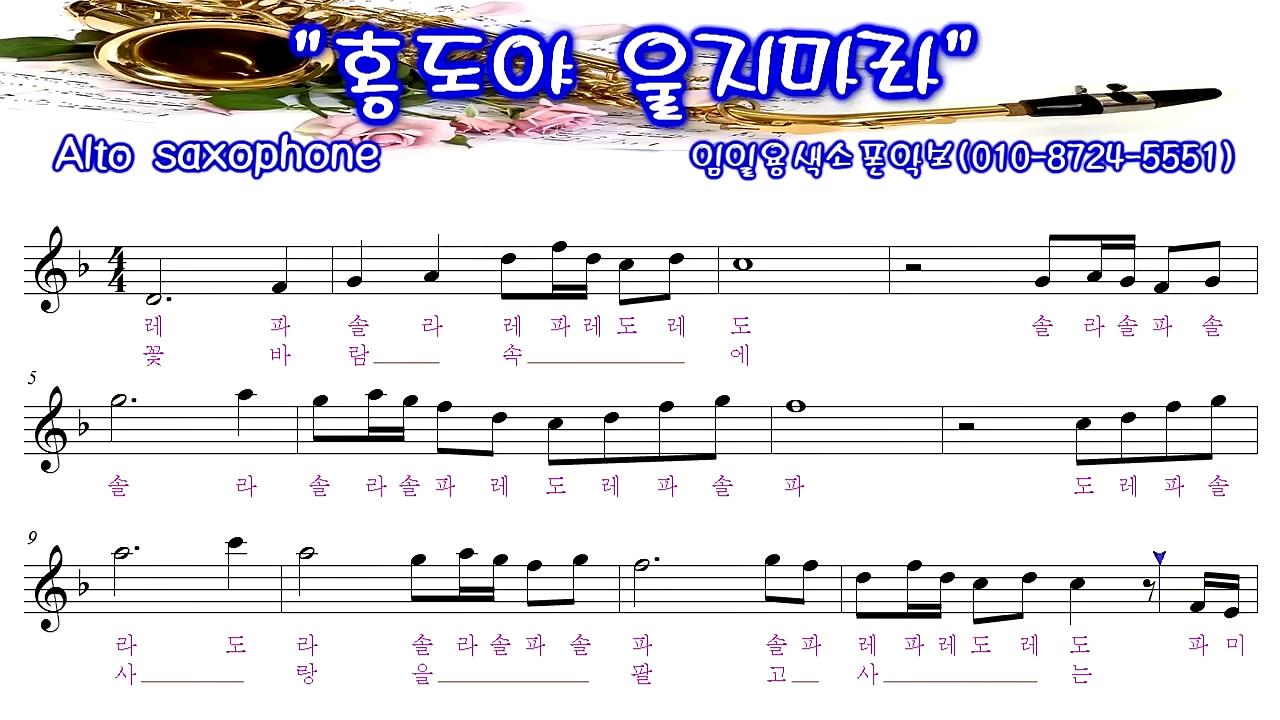 "홍도야 울지마라"
Alto saxophone
임일용색소폰악보(010-8724-5551)
4
4
레 파 솔 라 레 파 레 도 레 도 솔 라 솔 파 솔
꽃 바 람 속 에
5
솔 라 솔 라 솔 파 레 도 레 파 솔 파 도 레 파 솔
9
라 도 라 솔 라 솔 파 솔 파 솔 파 레 파 레 도 레 도 파 미
사 랑 을 팔 고 사 는